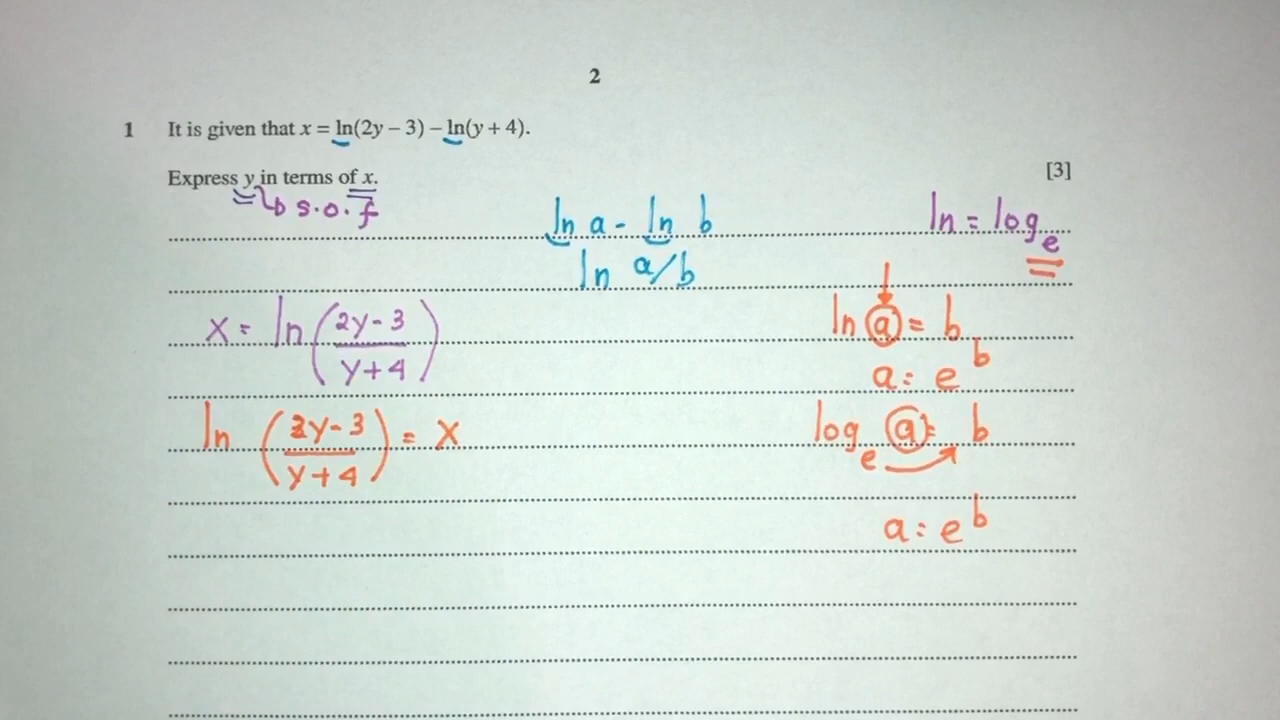 2
1 It is given that x = ln(2y – 3) – ln(y + 4).
Express y in terms of x. [3]
s.o.f
ln a - ln b
ln = log e
ln a/b
x = ln (2y-3 / y+4)
ln a = b
a = e^b
ln (2y-3 / y+4) = x
log e a = b
a = e^b